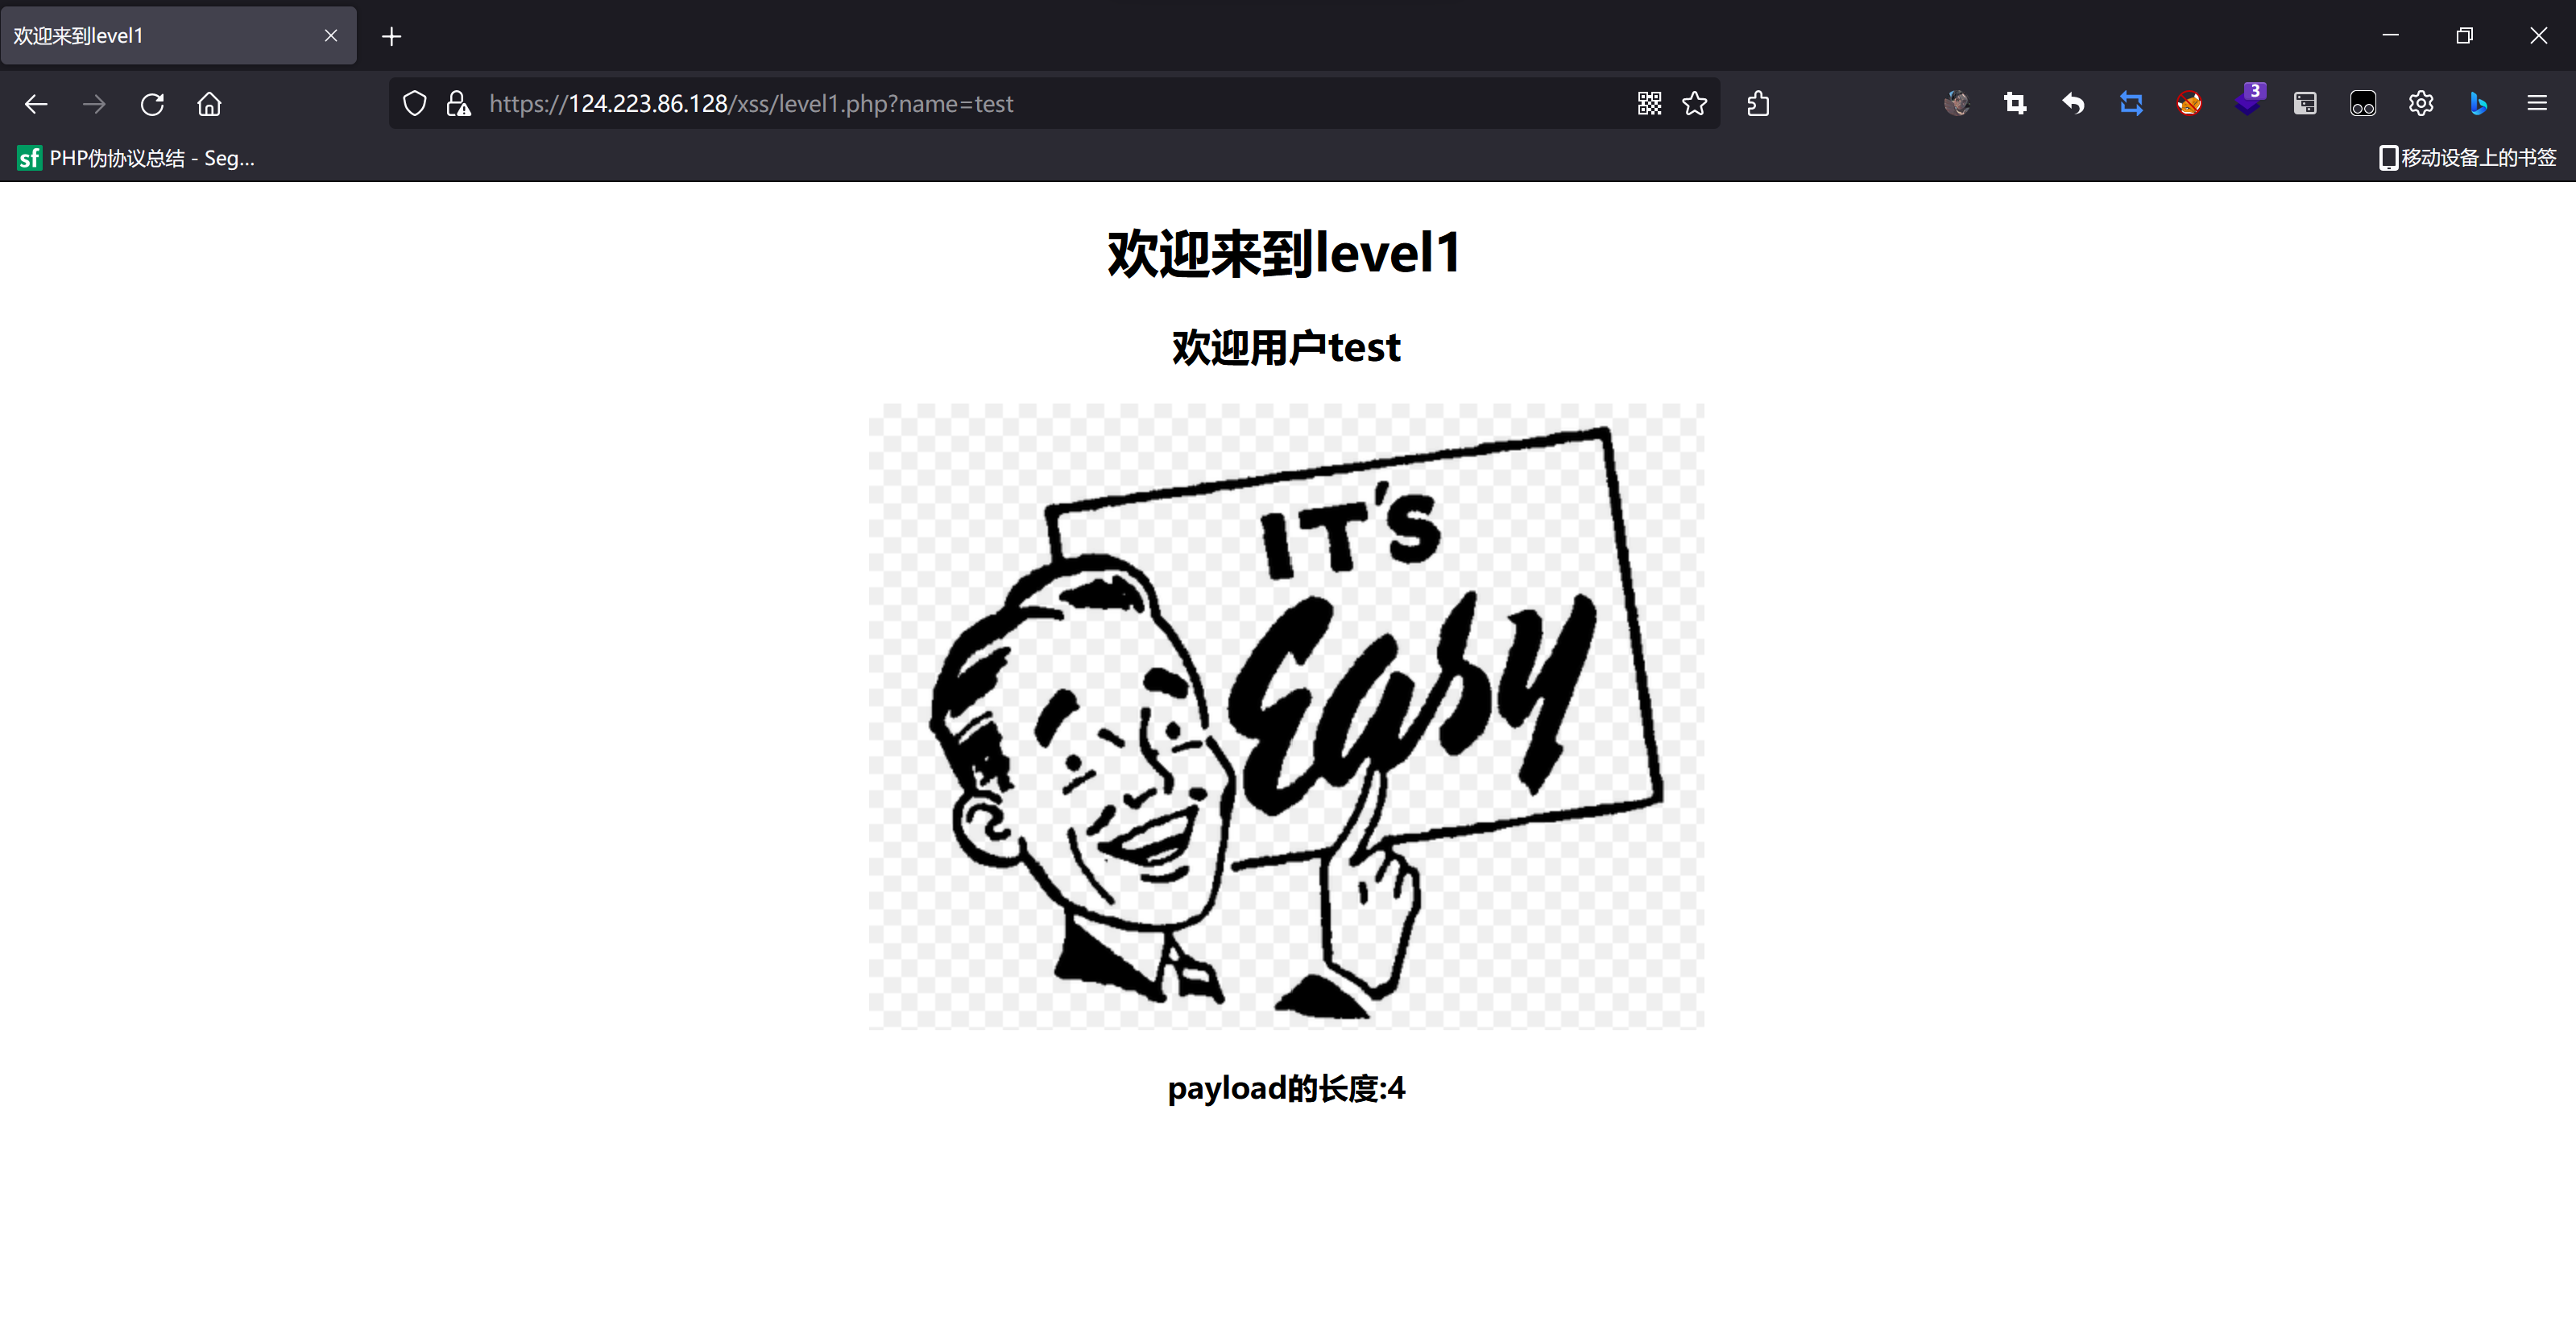 欢迎来到level1
https://124.223.86.128/xss/level1.php?name=test
3
sf PHP伪协议总结 - Seg...
移动设备上的书签
欢迎来到level1
欢迎用户test
IT'S
Easy
payload的长度:4